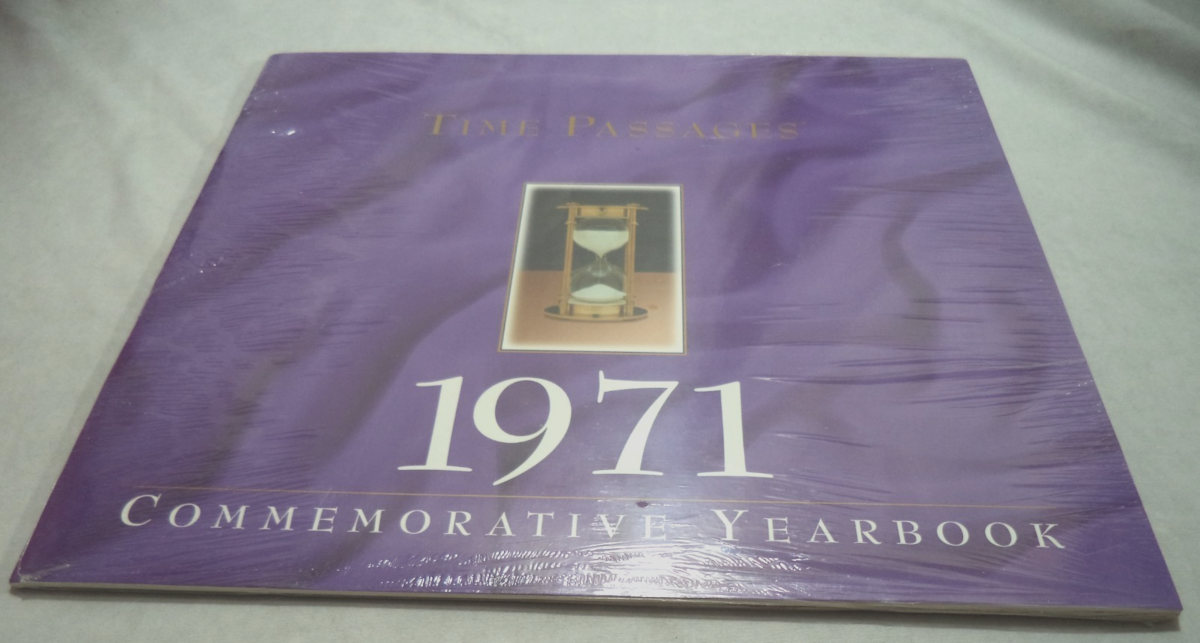 TIME PASSAGES
1971
COMMEMORATIVE YEARBOOK